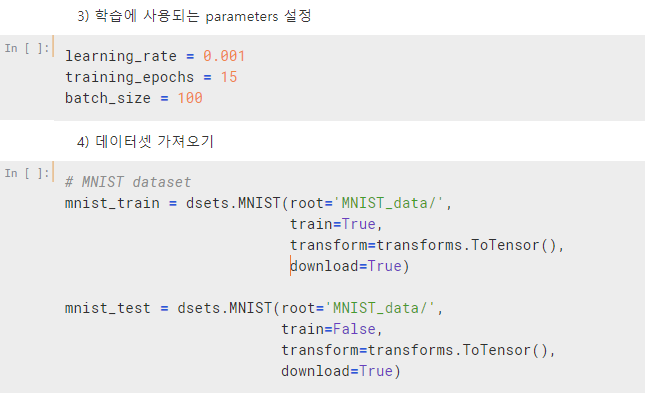 3) 학습에 사용되는 parameters 설정
In [ ]:
learning_rate = 0.001
training_epochs = 15
batch_size = 100
4) 데이터셋 가져오기
In [ ]:
# MNIST dataset
mnist_train = dsets.MNIST(root='MNIST_data/',
train=True,
transform=transforms.ToTensor(),
download=True)
mnist_test = dsets.MNIST(root='MNIST_data/',
train=False,
transform=transforms.ToTensor(),
download=True)